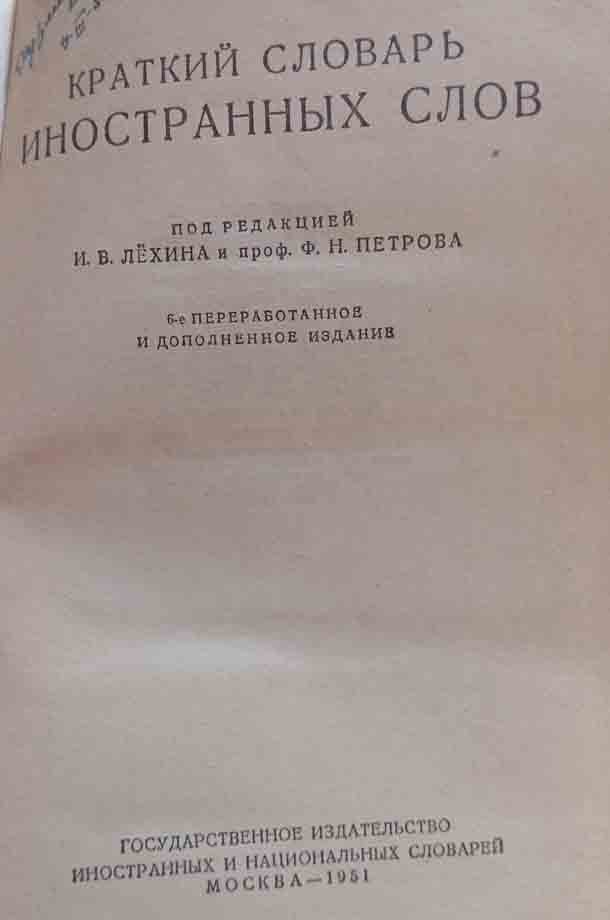 КРАТКИЙ СЛОВАРЬ
ИНОСТРАННЫХ СЛОВ
ПОД РЕДАКЦИЕЙ
И. В. ЛЁХИНА и проф. Ф. Н. ПЕТРОВА
6-е ПЕРЕРАБОТАННОЕ
И ДОПОЛНЕННОЕ ИЗДАНИЕ
ГОСУДАРСТВЕННОЕ ИЗДАТЕЛЬСТВО
ИНОСТРАННЫХ И НАЦИОНАЛЬНЫХ СЛОВАРЕЙ
МОСКВА—1951